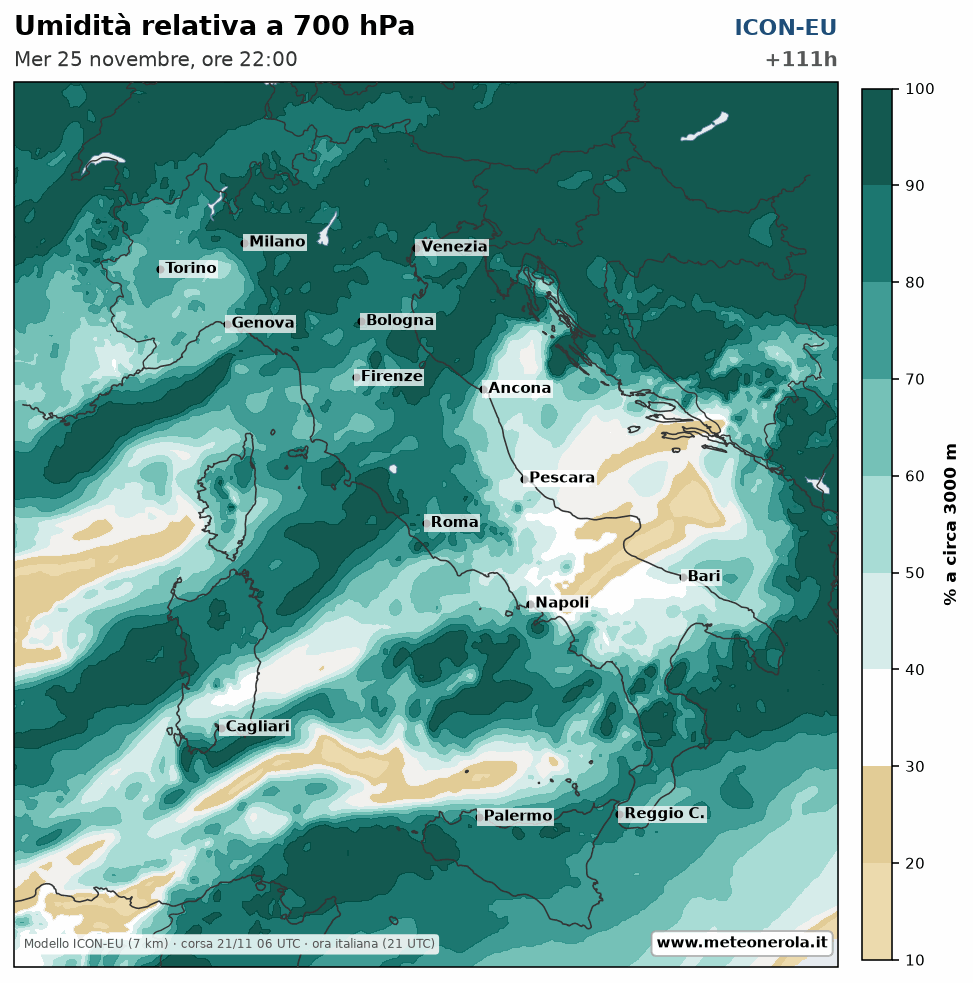 Umidità relativa a 700 hPa
ICON-EU
Mer 25 novembre, ore 22:00
+111h
100
90
80
70
60
50
40
30
20
10
% a circa 3000 m
Milano
Venezia
Torino
Genova
Bologna
Firenze
Ancona
Pescara
Roma
Bari
Napoli
Cagliari
Palermo
Reggio C.
Modello ICON-EU (7 km) · corsa 21/11 06 UTC · ora italiana (21 UTC)
www.meteonerola.it